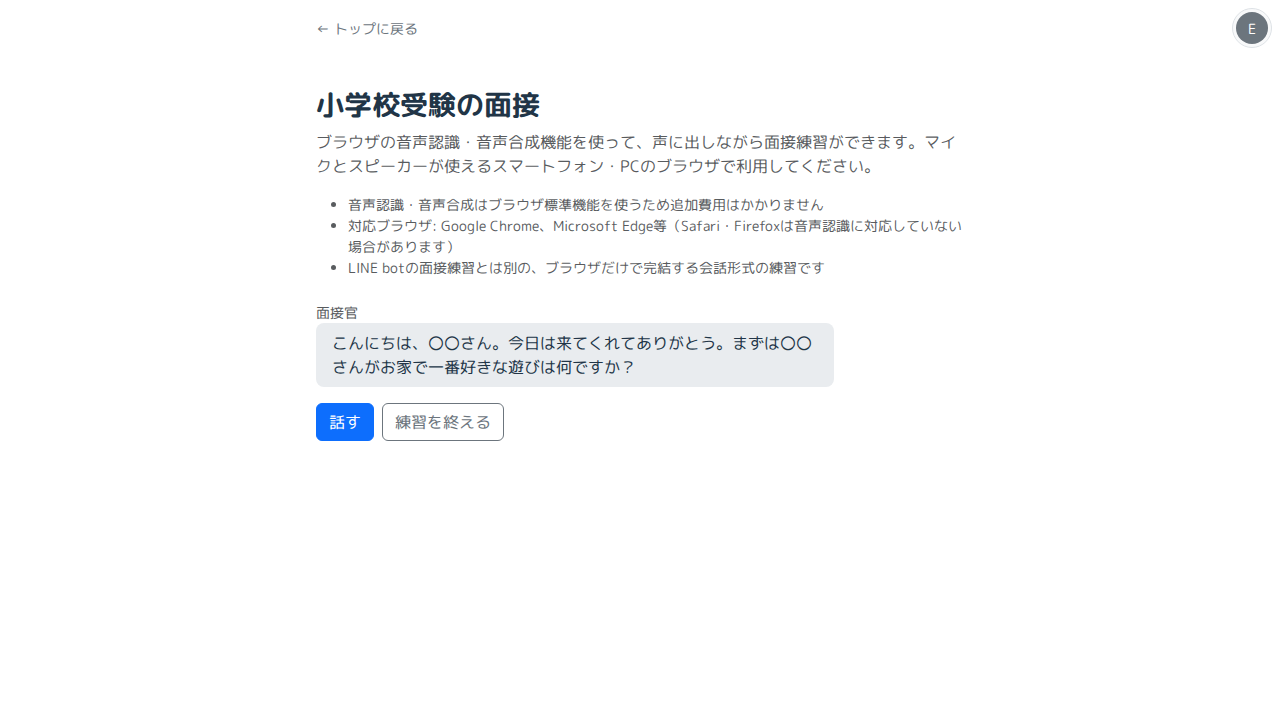 ← トップに戻る
E
小学校受験の面接
ブラウザの音声認識・音声合成機能を使って、声に出しながら面接練習ができます。マイ
クとスピーカーが使えるスマートフォン・PCのブラウザで利用してください。
音声認識・音声合成はブラウザ標準機能を使うため追加費用はかかりません
対応ブラウザ: Google Chrome、Microsoft Edge等（Safari・Firefoxは音声認識に対応していない
場合があります）
LINE botの面接練習とは別の、ブラウザだけで完結する会話形式の練習です
面接官
こんにちは、〇〇さん。今日は来てくれてありがとう。まずは〇〇
さんがお家で一番好きな遊びは何ですか？
話す 練習を終える